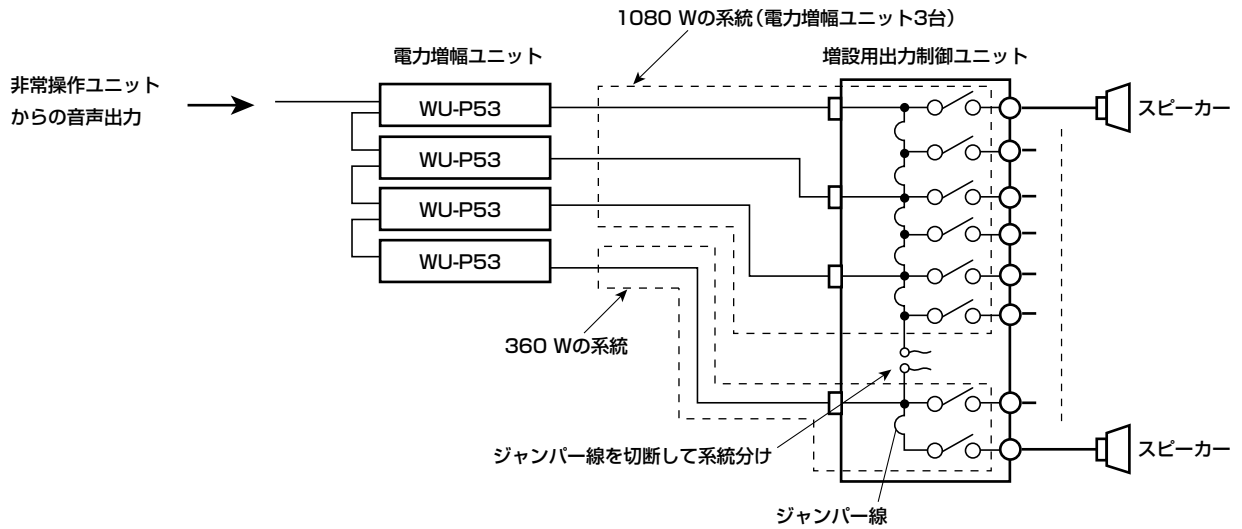 1080 Wの系統（電力増幅ユニット3台）
電力増幅ユニット
増設用出力制御ユニット
非常操作ユニット
からの音声出力
WU-P53
スピーカー
WU-P53
WU-P53
WU-P53
360 Wの系統
ジャンパー線を切断して系統分け
スピーカー
ジャンパー線